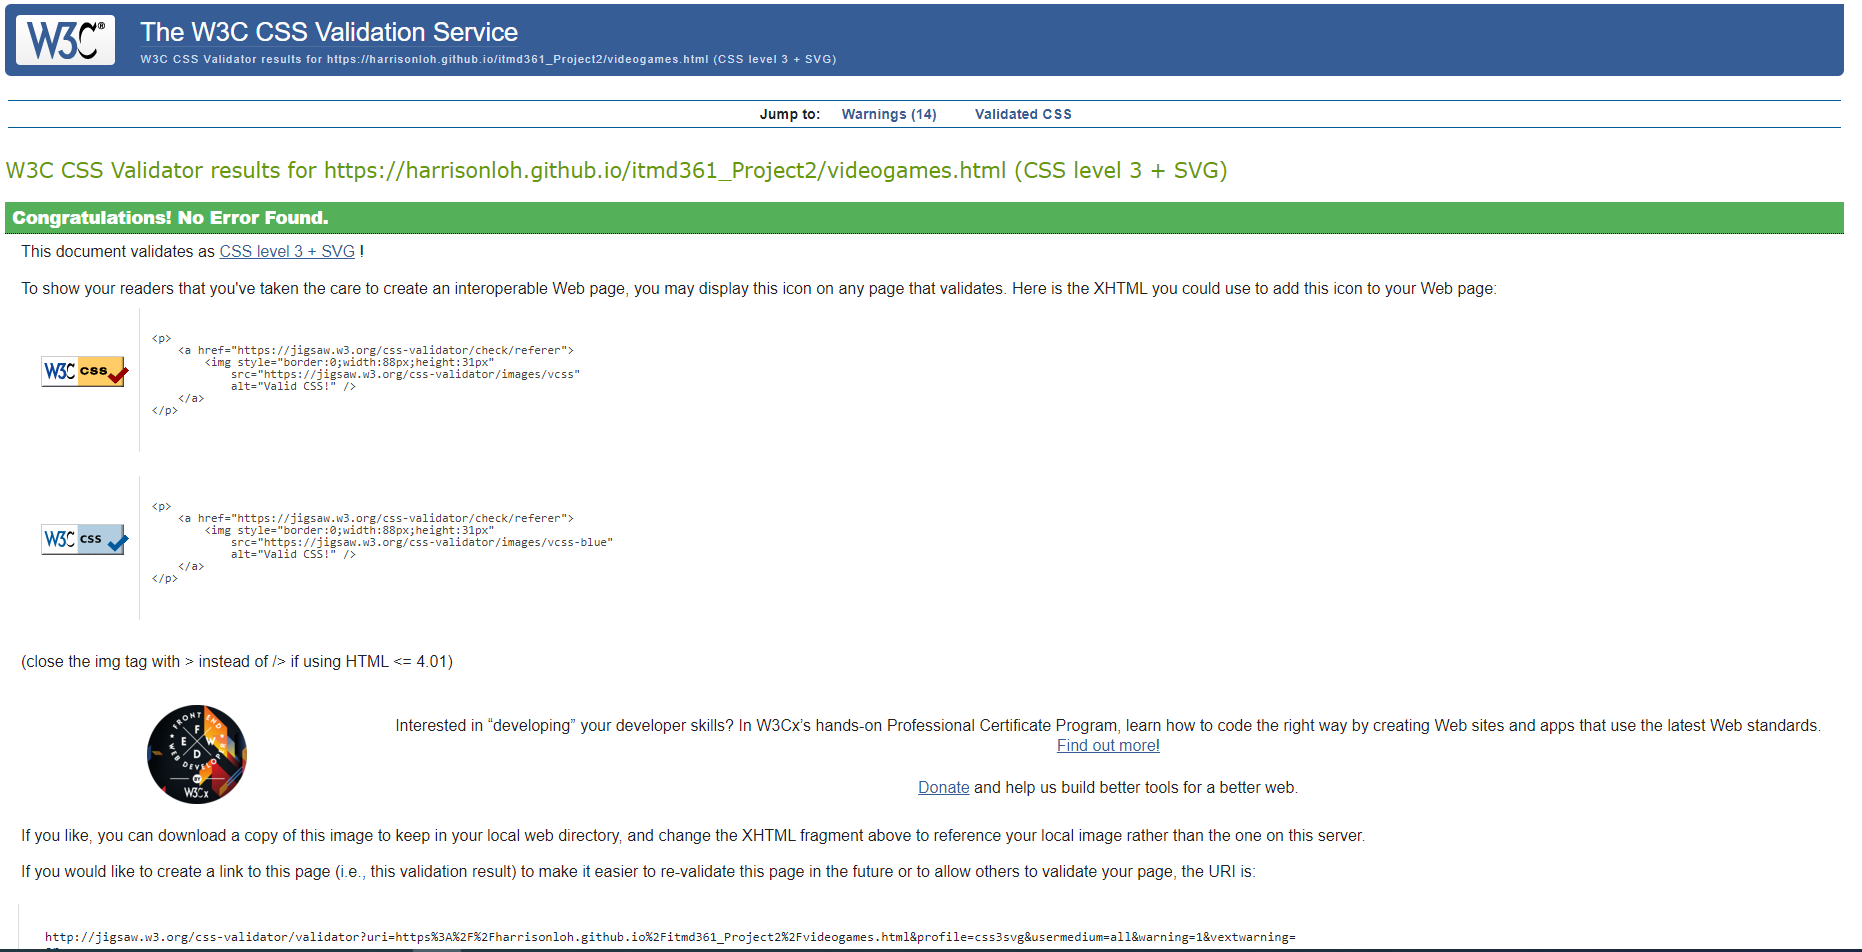 W3C®
The W3C CSS Validation Service
W3C CSS Validator results for https://harrisonloh.github.io/itmd361_Project2/videogames.html (CSS level 3 + SVG)
Jump to: Warnings (14) Validated CSS
W3C CSS Validator results for https://harrisonloh.github.io/itmd361_Project2/videogames.html (CSS level 3 + SVG)
Congratulations! No Error Found.
This document validates as CSS level 3 + SVG !
To show your readers that you've taken the care to create an interoperable Web page, you may display this icon on any page that validates. Here is the XHTML you could use to add this icon to your Web page:
W3C css
<p>
<a href="https://jigsaw.w3.org/css-validator/check/referer">
<img style="border:0;width:88px;height:31px"
src="https://jigsaw.w3.org/css-validator/images/vcss"
alt="Valid CSS!" />
</a>
</p>
W3C css
<p>
<a href="https://jigsaw.w3.org/css-validator/check/referer">
<img style="border:0;width:88px;height:31px"
src="https://jigsaw.w3.org/css-validator/images/vcss-blue"
alt="Valid CSS!" />
</a>
</p>
(close the img tag with > instead of /> if using HTML <= 4.01)
FRONT END
F
E W
D
WEB DEVELOPER
BY
W3Cx
Interested in “developing” your developer skills? In W3Cx’s hands-on Professional Certificate Program, learn how to code the right way by creating Web sites and apps that use the latest Web standards.
Find out more!
Donate and help us build better tools for a better web.
If you like, you can download a copy of this image to keep in your local web directory, and change the XHTML fragment above to reference your local image rather than the one on this server.
If you would like to create a link to this page (i.e., this validation result) to make it easier to re-validate this page in the future or to allow others to validate your page, the URI is:
http://jigsaw.w3.org/css-validator/validator?uri=https%3A%2F%2Fharrisonloh.github.io%2Fitmd361_Project2%2Fvideogames.html&profile=css3svg&usermedium=all&warning=1&vextwarning=